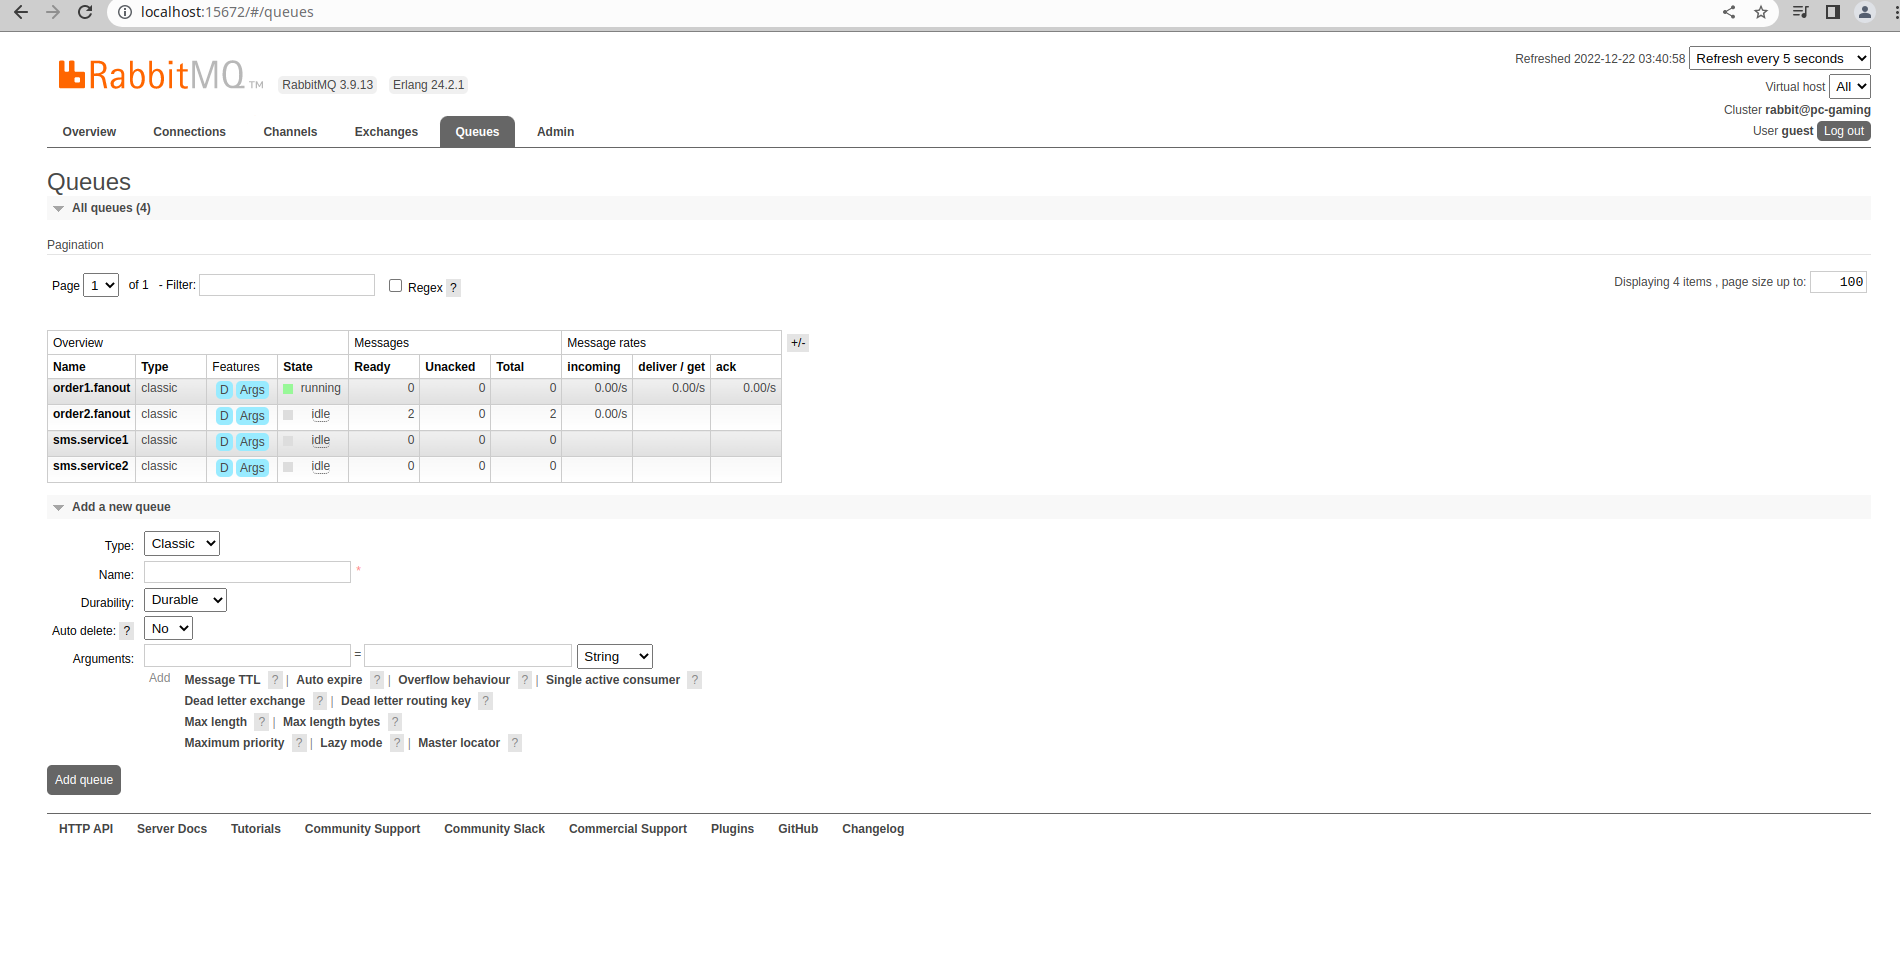 localhost:15672/#/queues
RabbitMQ TM RabbitMQ 3.9.13 Erlang 24.2.1
Refreshed 2022-12-22 03:40:58 Refresh every 5 seconds
Virtual host All
Cluster rabbit@pc-gaming
User guest Log out
Overview Connections Channels Exchanges Queues Admin
Queues
All queues (4)
Pagination
Page 1 of 1 - Filter: Regex ? Displaying 4 items , page size up to: 100
Overview Messages Message rates +/-
Name Type Features State Ready Unacked Total incoming deliver / get ack
order1.fanout classic D Args running 0 0 0 0.00/s 0.00/s 0.00/s
order2.fanout classic D Args idle 2 0 2 0.00/s
sms.service1 classic D Args idle 0 0 0
sms.service2 classic D Args idle 0 0 0
Add a new queue
Type: Classic
Name: *
Durability: Durable
Auto delete: ? No
Arguments: = String
Add Message TTL ? | Auto expire ? | Overflow behaviour ? | Single active consumer ?
Dead letter exchange ? | Dead letter routing key ?
Max length ? | Max length bytes ?
Maximum priority ? | Lazy mode ? | Master locator ?
Add queue
HTTP API Server Docs Tutorials Community Support Community Slack Commercial Support Plugins GitHub Changelog